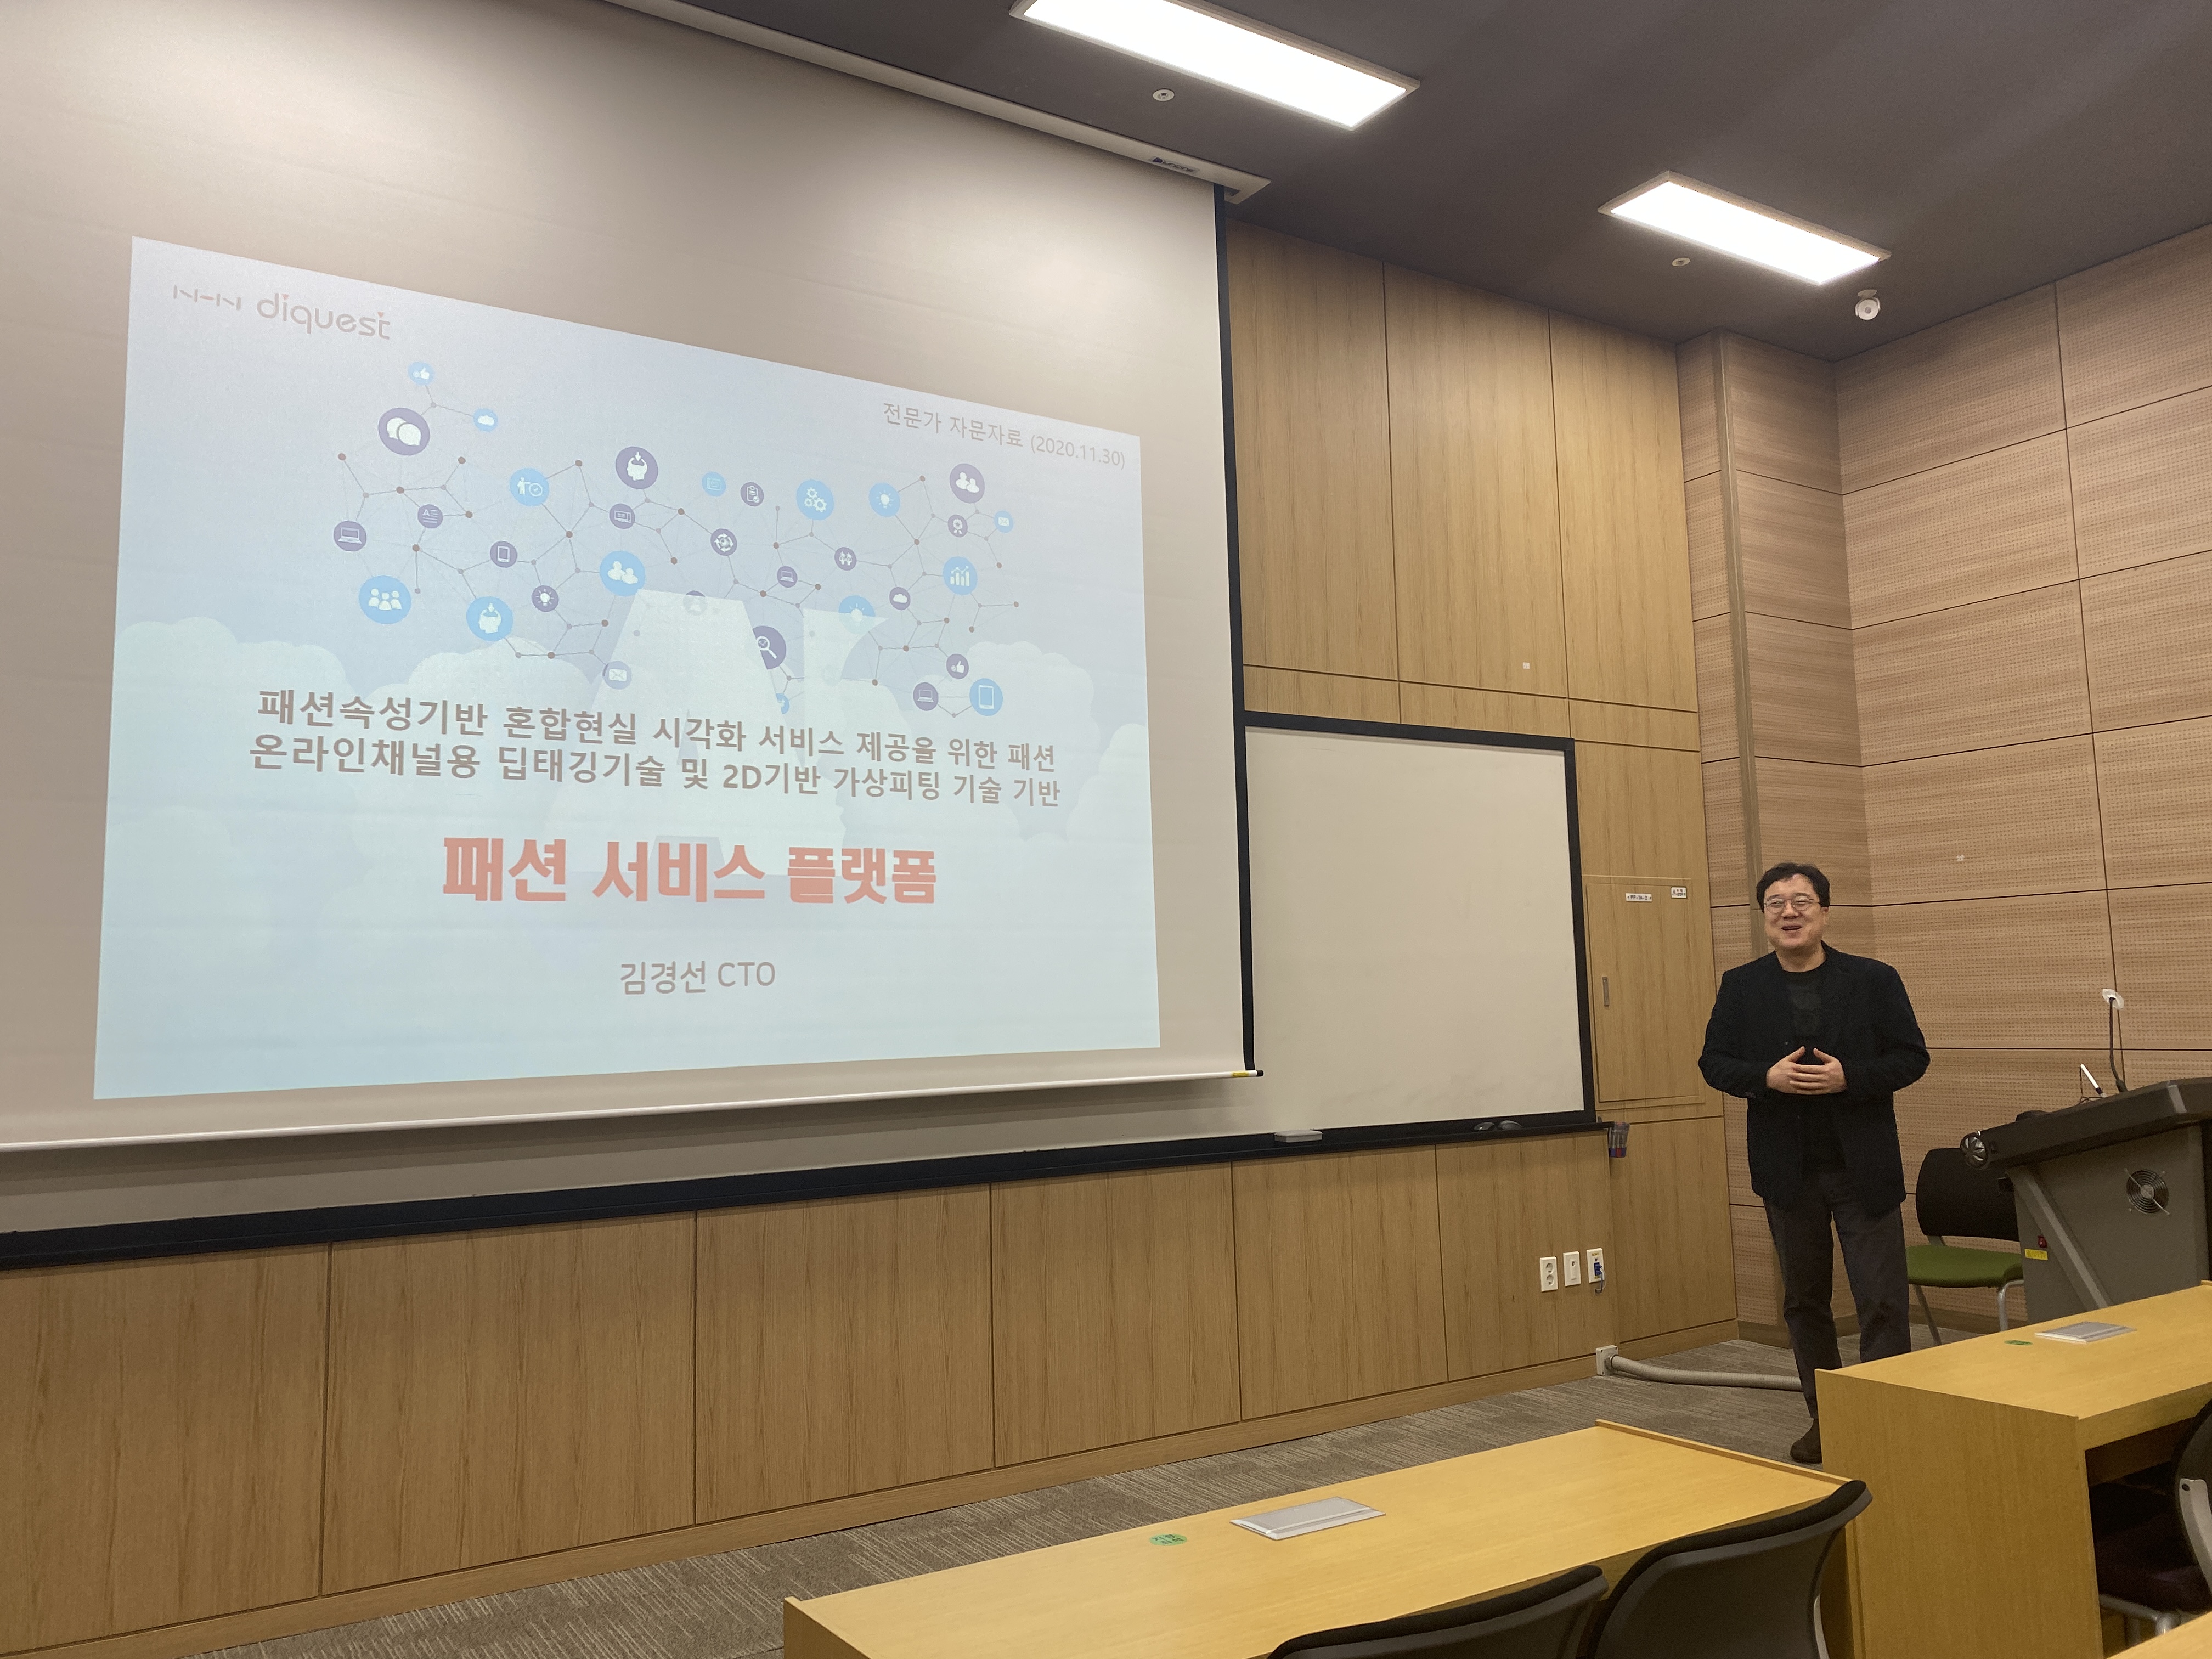 diquest
전문가 자문자료 (2020.11.30)
AI
패션속성기반 혼합현실 시각화 서비스 제공을 위한 패션
온라인채널용 딥태깅기술 및 2D기반 가상피팅 기술 기반
패션 서비스 플랫폼
김경선 CTO